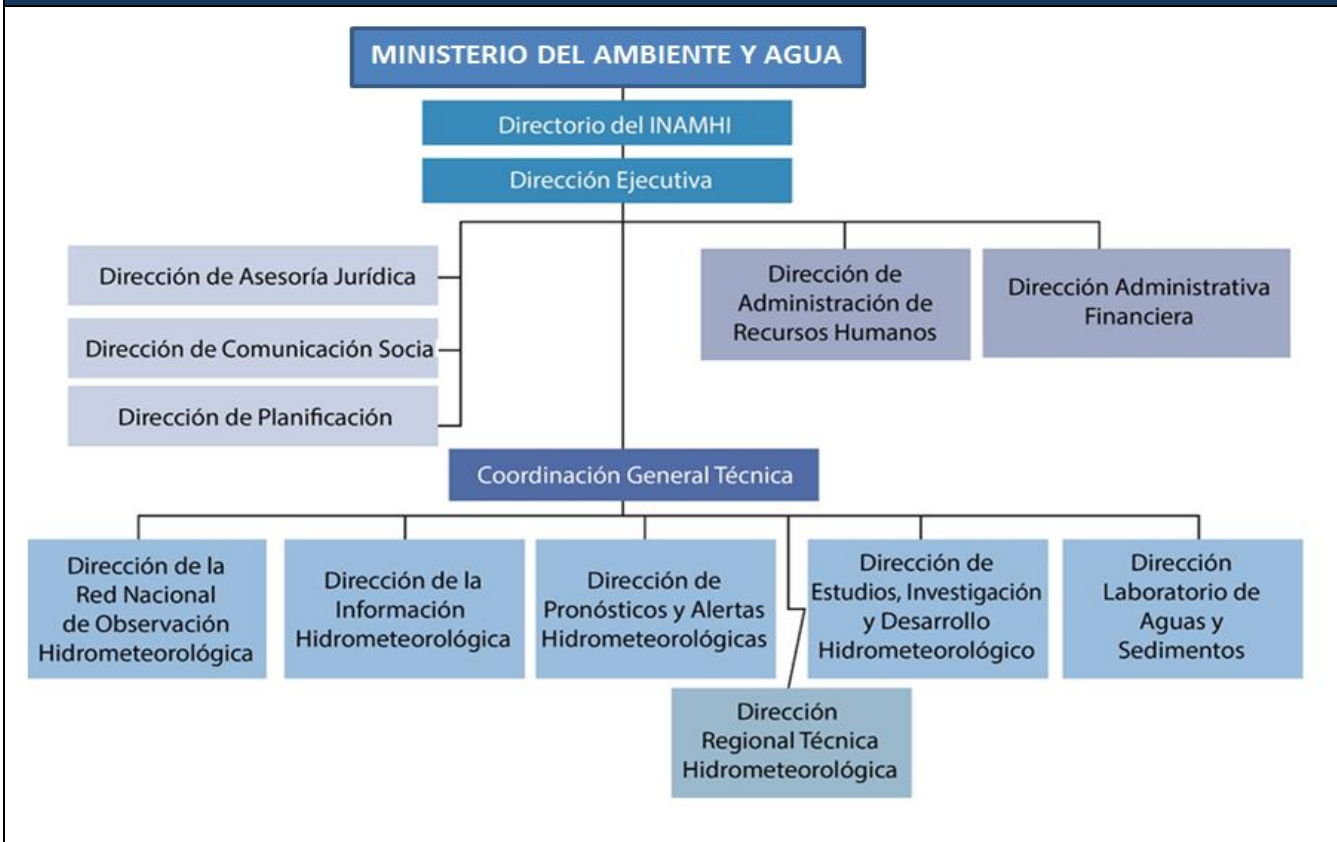 MINISTERIO DEL AMBIENTE Y AGUA
Directorio del INAMHI
Dirección Ejecutiva
Dirección de Asesoría Jurídica
Dirección de Comunicación Socia
Dirección de Planificación
Dirección de
Administración de
Recursos Humanos
Dirección Administrativa
Financiera
Coordinación General Técnica
Dirección de la
Red Nacional
de Observación
Hidrometeorológica
Dirección de la
Información
Hidrometeorológica
Dirección de
Pronósticos y Alertas
Hidrometeorológicas
Dirección de
Estudios, Investigación
y Desarrollo
Hidrometeorológico
Dirección
Laboratorio de
Aguas y
Sedimentos
Dirección
Regional Técnica
Hidrometeorológica